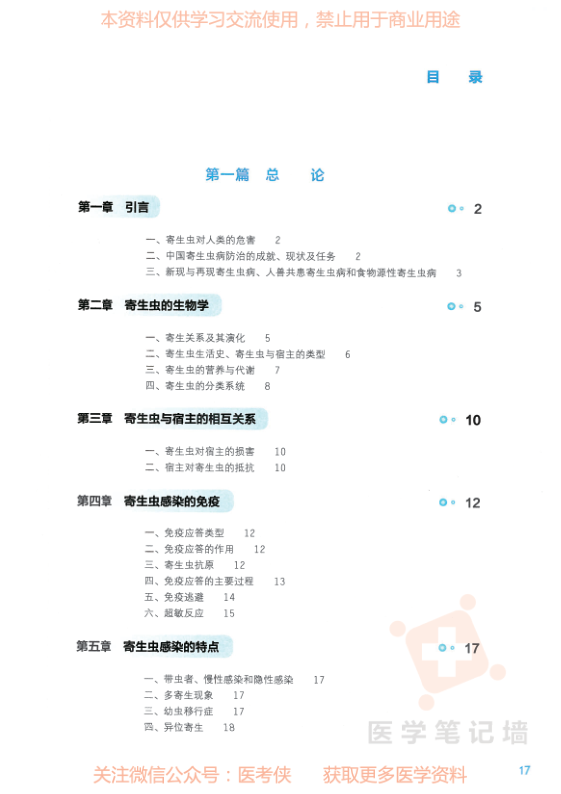 本资料仅供学习交流使用，禁止用于商业用途
目 录
第一篇 总 论
第一章 引言 2
一、寄生虫对人类的危害 2
二、中国寄生虫病防治的成就、现状及任务 2
三、新现与再现寄生虫病、人兽共患寄生虫病和食物源性寄生虫病 3
第二章 寄生虫的生物学 5
一、寄生关系及其演化 5
二、寄生虫生活史、寄生虫与宿主的类型 6
三、寄生虫的营养与代谢 7
四、寄生虫的分类系统 8
第三章 寄生虫与宿主的相互关系 10
一、寄生虫对宿主的损害 10
二、宿主对寄生虫的抵抗 10
第四章 寄生虫感染的免疫 12
一、免疫应答类型 12
二、免疫应答的作用 12
三、寄生虫抗原 12
四、免疫应答的主要过程 13
五、免疫逃避 14
六、超敏反应 15
第五章 寄生虫感染的特点 17
一、带虫者、慢性感染和隐性感染 17
二、多寄生现象 17
三、幼虫移行症 17
四、异位寄生 18
医学笔记墙
关注微信公众号：医考侠 获取更多医学资料
17